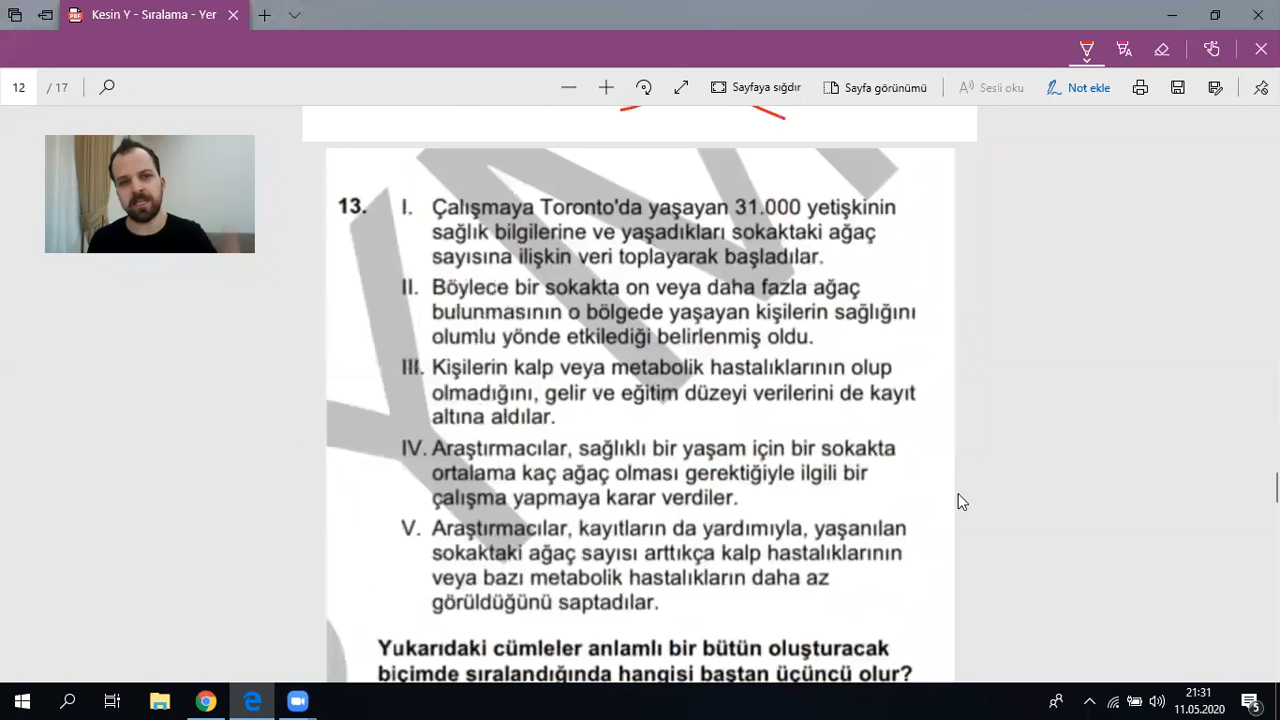 Kesin Y - Sıralama - Yer
12 / 17
Sayfaya sığdır
Sayfa görünümü
Sesli oku
Not ekle
13. I. Çalışmaya Toronto'da yaşayan 31.000 yetişkinin
sağlık bilgilerine ve yaşadıkları sokaktaki ağaç
sayısına ilişkin veri toplayarak başladılar.
II. Böylece bir sokakta on veya daha fazla ağaç
bulunmasının o bölgede yaşayan kişilerin sağlığını
olumlu yönde etkilediği belirlenmiş oldu.
III. Kişilerin kalp veya metabolik hastalıklarının olup
olmadığını, gelir ve eğitim düzeyi verilerini de kayıt
altına aldılar.
IV. Araştırmacılar, sağlıklı bir yaşam için bir sokakta
ortalama kaç ağaç olması gerektiğiyle ilgili bir
çalışma yapmaya karar verdiler.
V. Araştırmacılar, kayıtların da yardımıyla, yaşanılan
sokaktaki ağaç sayısı arttıkça kalp hastalıklarının
veya bazı metabolik hastalıkların daha az
görüldüğünü saptadılar.
Yukarıdaki cümleler anlamlı bir bütün oluşturacak
biçimde sıralandığında hangisi baştan üçüncü olur?
21:31
11.05.2020
5